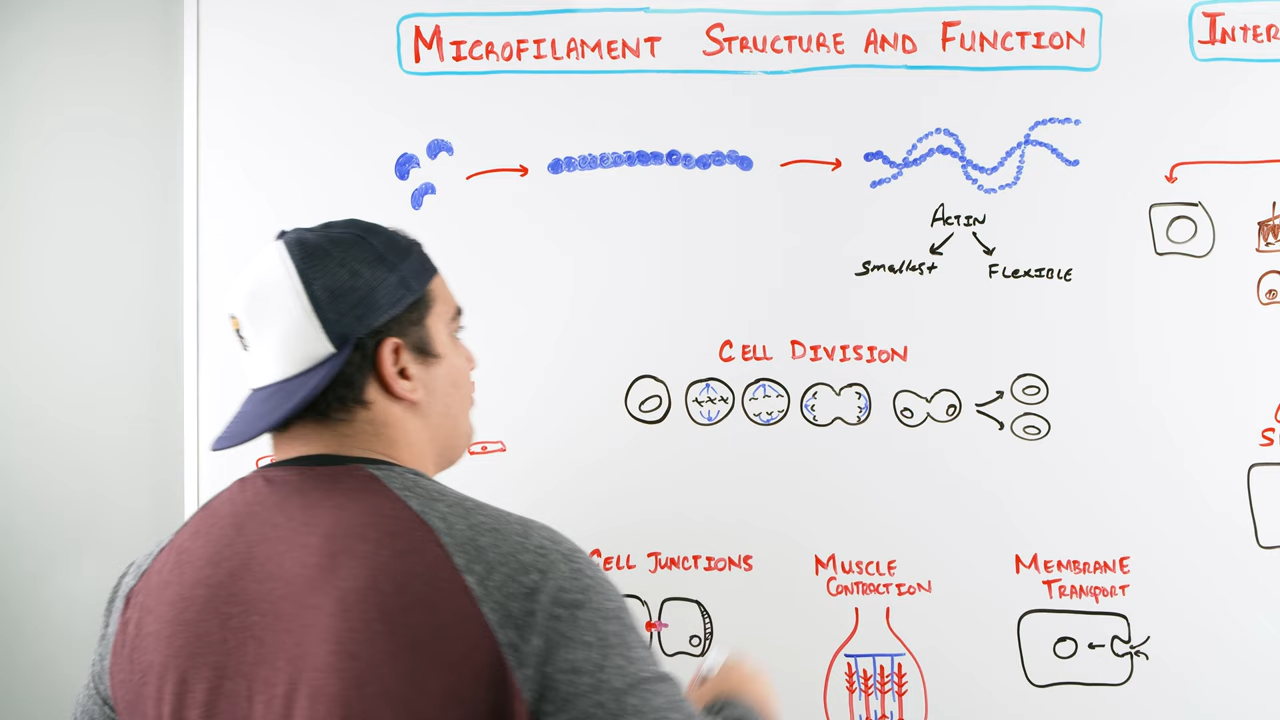 MICROFILAMENT STRUCTURE AND FUNCTION
INTER
ACTIN
Smallest
FLEXIBLE
CELL DIVISION
CELL JUNCTIONS
MUSCLE
CONTRACTION
MEMBRANE
TRANSPORT